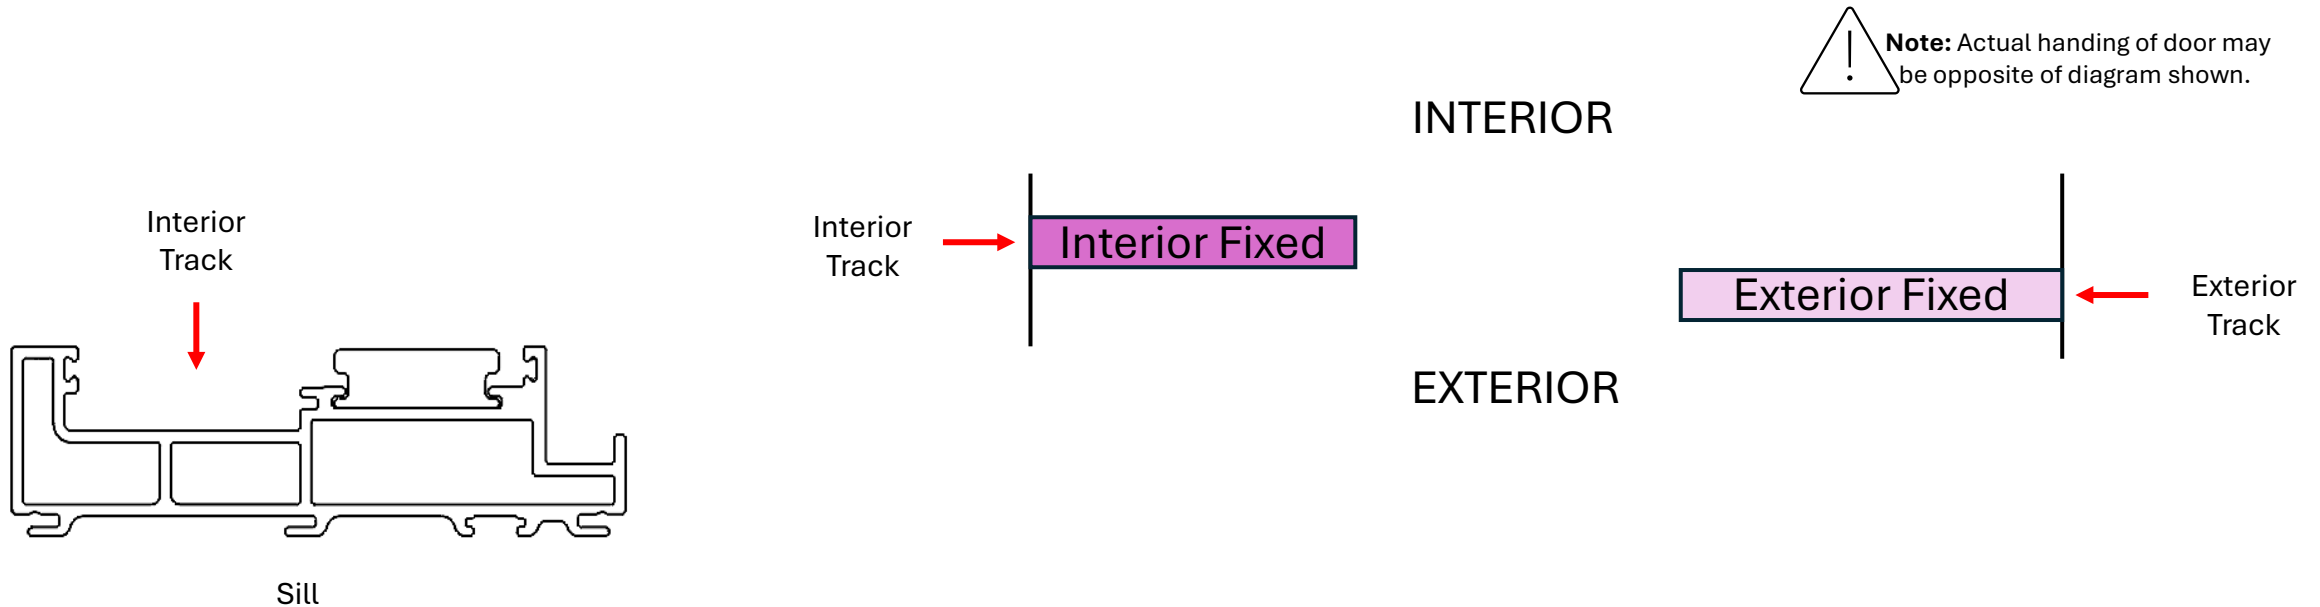 Note: Actual handing of door may
be opposite of diagram shown.
INTERIOR
Interior
Track
Interior
Track
Interior Fixed
Exterior Fixed
Exterior
Track
EXTERIOR
Sill